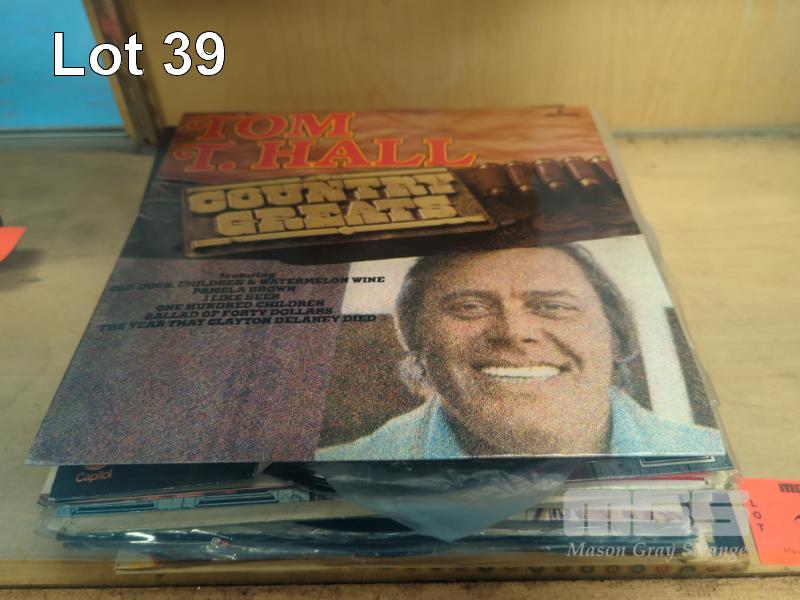 Lot 39
TOM
T. HALL
COUNTRY
GREATS
featuring
OLD DOGS, CHILDREN & WATERMELON WINE
PAMELA BROWN
I LIKE BEER
ONE HUNDRED CHILDREN
BALLAD OF FORTY DOLLARS
THE YEAR THAT CLAYTON DELANEY DIED
Capitol
MGS
Mason Gray Strange
LOT